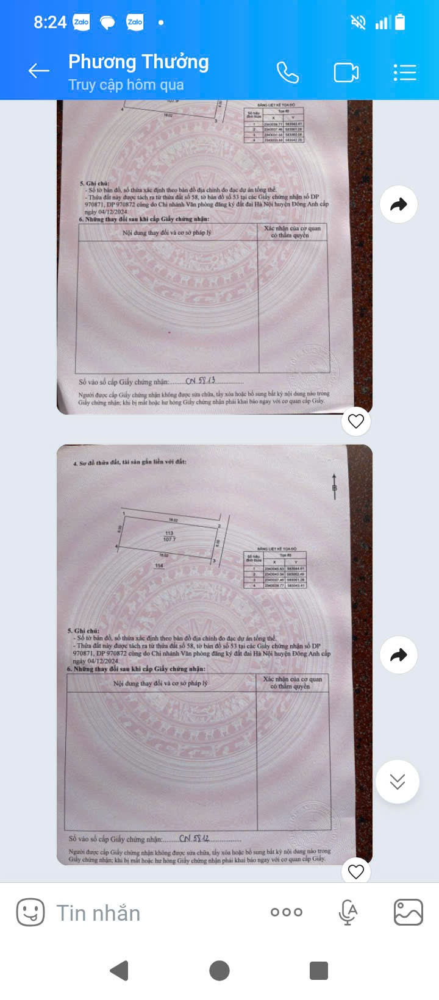 8:24 Zalo Zalo
Phương Thưởng
Truy cập hôm qua
107.9
4
18.02
3
6.00
BẢNG LIỆT KÊ TỌA ĐỘ
Số hiệu đỉnh thửa
Tọa độ
X Y
1 2343039.77 583043.41
2 2343037.46 583061.28
3
4
5. Ghi chú:
- Số tờ bản đồ, số thửa xác định theo bản đồ địa chính đo đạc dự án tổng thể.
- Thửa đất này được tách ra từ thửa đất số 58, tờ bản đồ số 53 tại các Giấy chứng nhận số DP
970871, DP 970872 cùng do Chi nhánh Văn phòng đăng ký đất đai Hà Nội huyện Đông Anh cấp
ngày 04/12/2024.
6. Những thay đổi sau khi cấp Giấy chứng nhận:
Nội dung thay đổi và cơ sở pháp lý
Xác nhận của cơ quan
có thẩm quyền
Số vào sổ cấp Giấy chứng nhận:.......CN 5813...............
Người được cấp Giấy chứng nhận không được sửa chữa, tẩy xóa hoặc bổ sung bất kỳ nội dung nào trong
Giấy chứng nhận; khi bị mất hoặc hư hỏng Giấy chứng nhận phải khai báo ngay với cơ quan cấp Giấy.
4. Sơ đồ thửa đất, tài sản gắn liền với đất:
B
1
18.02
2
6.00
113
107.7
6.00
4
18.02
3
114
BẢNG LIỆT KÊ TỌA ĐỘ
Số hiệu đỉnh thửa
Tọa độ
X Y
1 2343045.63 583044.61
2 2343043.34 583062.49
3 2343037.46 583061.28
4 2343039.77 583043.41
5. Ghi chú:
- Số tờ bản đồ, số thửa xác định theo bản đồ địa chính đo đạc dự án tổng thể.
- Thửa đất này được tách ra từ thửa đất số 58, tờ bản đồ số 53 tại các Giấy chứng nhận số DP
970871, DP 970872 cùng do Chi nhánh Văn phòng đăng ký đất đai Hà Nội huyện Đông Anh cấp
ngày 04/12/2024.
6. Những thay đổi sau khi cấp Giấy chứng nhận:
Nội dung thay đổi và cơ sở pháp lý
Xác nhận của cơ quan
có thẩm quyền
Số vào sổ cấp Giấy chứng nhận:.......CN 5812...............
Người được cấp Giấy chứng nhận không được sửa chữa, tẩy xóa hoặc bổ sung bất kỳ nội dung nào trong
Giấy chứng nhận; khi bị mất hoặc hư hỏng Giấy chứng nhận phải khai báo ngay với cơ quan cấp Giấy.
Tin nhắn